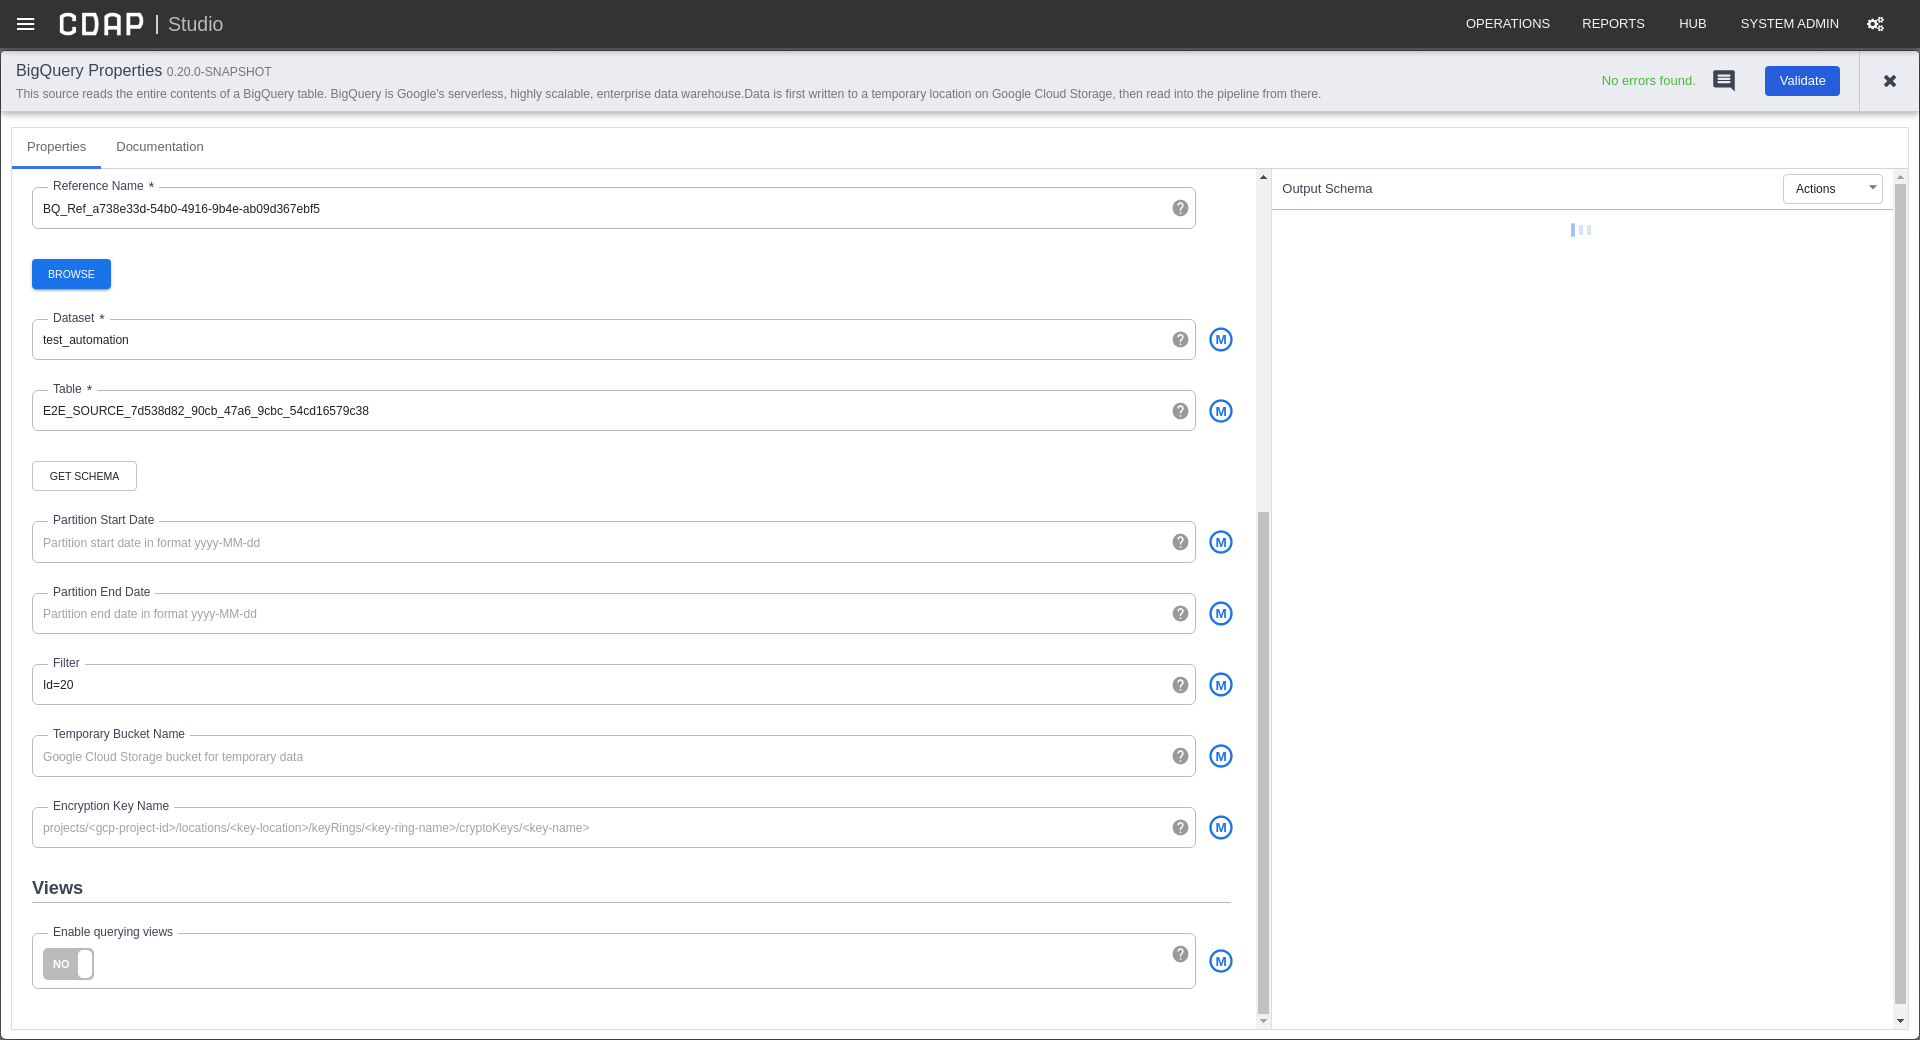 CDAP | Studio
OPERATIONS REPORTS HUB SYSTEM ADMIN
BigQuery Properties 0.20.0-SNAPSHOT
This source reads the entire contents of a BigQuery table. BigQuery is Google's serverless, highly scalable, enterprise data warehouse.Data is first written to a temporary location on Google Cloud Storage, then read into the pipeline from there.
No errors found.
Validate
Properties Documentation
Reference Name *
BQ_Ref_a738e33d-54b0-4916-9b4e-ab09d367ebf5
BROWSE
Dataset *
test_automation
M
Table *
E2E_SOURCE_7d538d82_90cb_47a6_9cbc_54cd16579c38
M
GET SCHEMA
Partition Start Date
Partition start date in format yyyy-MM-dd
M
Partition End Date
Partition end date in format yyyy-MM-dd
M
Filter
Id=20
M
Temporary Bucket Name
Google Cloud Storage bucket for temporary data
M
Encryption Key Name
projects/<gcp-project-id>/locations/<key-location>/keyRings/<key-ring-name>/cryptoKeys/<key-name>
M
Views
Enable querying views
NO
M
Output Schema
Actions